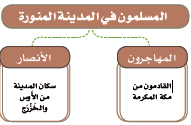 المسلمون في المدينة المنورة
المهاجرون
الأنصار
القادمون من
مكة المكرمة
سكان المدينة
من الأوس
والخزرج